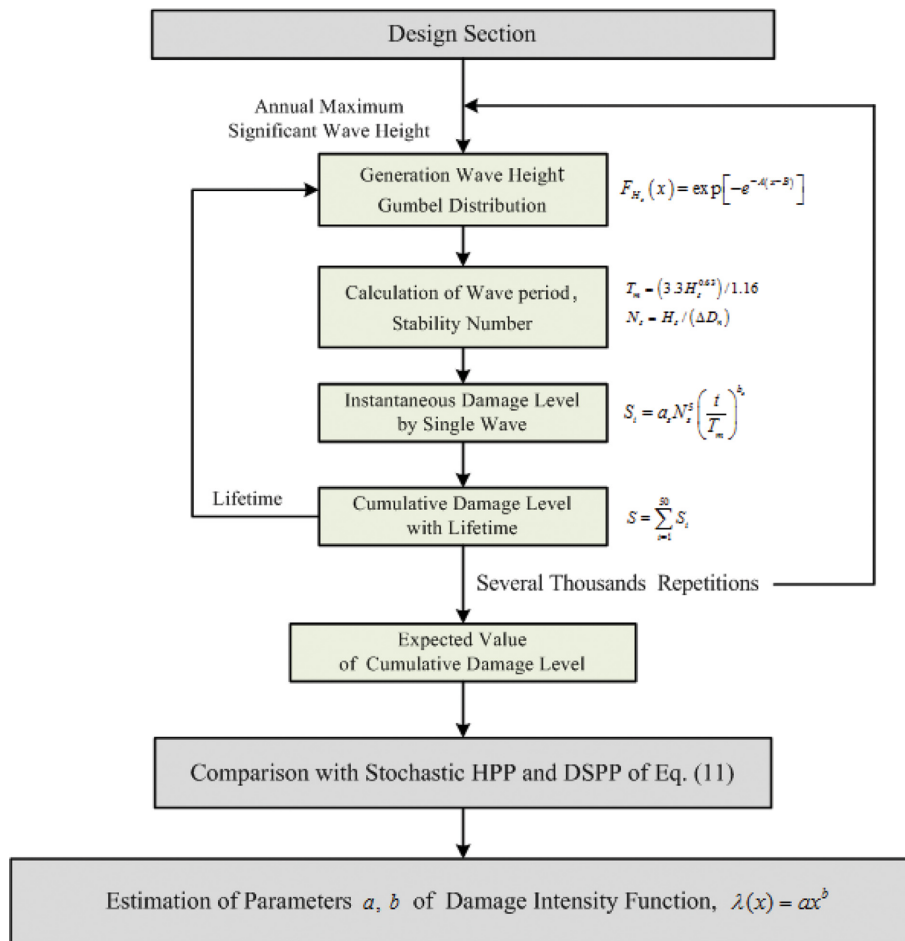 Design Section
Annual Maximum
Significant Wave Height
Generation Wave Height
Gumbel Distribution
F_{H_s}(x) = exp[-e^{-A(x-B)}]
Calculation of Wave period,
Stability Number
T_m = (3.3H_s^{0.63})/1.16
N_s = H_s/(ΔD_n)
Instantaneous Damage Level
by Single Wave
S_i = a_s N_s^5 (t/T_m)^{b_s}
Lifetime
Cumulative Damage Level
with Lifetime
S = \sum_{i=1}^{50} S_i
Several Thousands Repetitions
Expected Value
of Cumulative Damage Level
Comparison with Stochastic HPP and DSPP of Eq. (11)
Estimation of Parameters a, b of Damage Intensity Function, λ(x) = ax^b